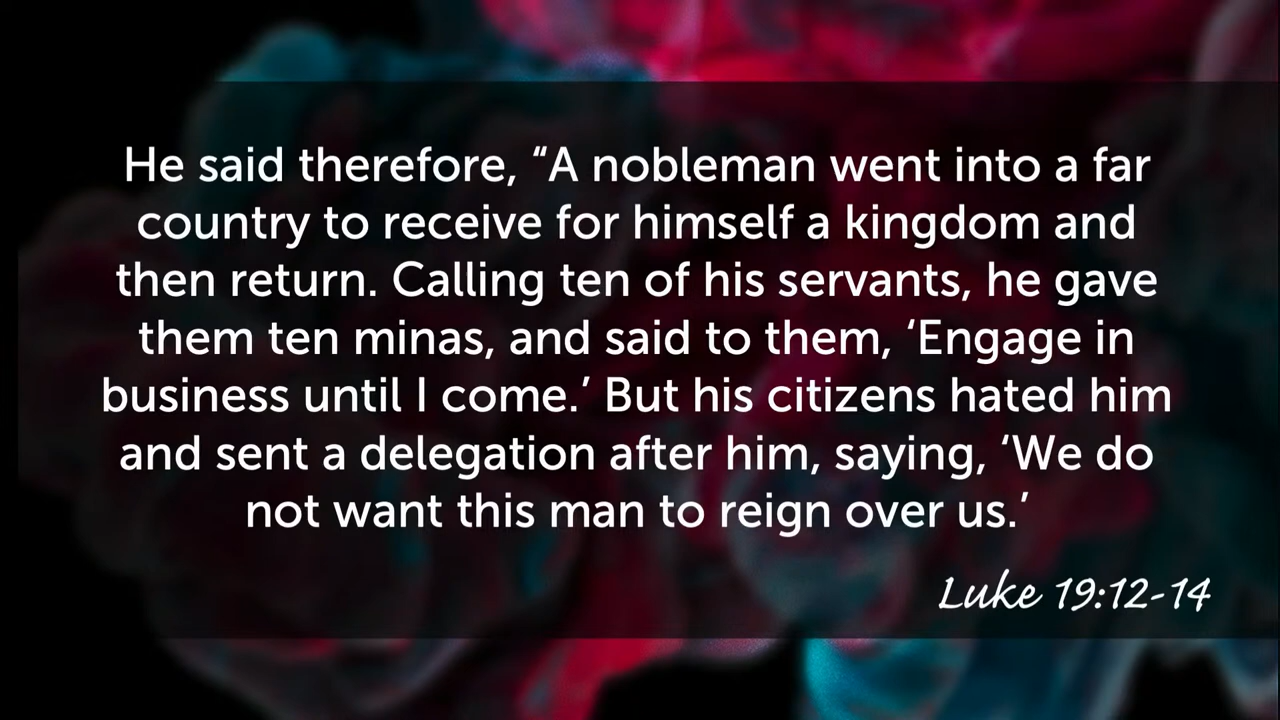 He said therefore, “A nobleman went into a far
country to receive for himself a kingdom and
then return. Calling ten of his servants, he gave
them ten minas, and said to them, ‘Engage in
business until I come.’ But his citizens hated him
and sent a delegation after him, saying, ‘We do
not want this man to reign over us.’
Luke 19:12-14